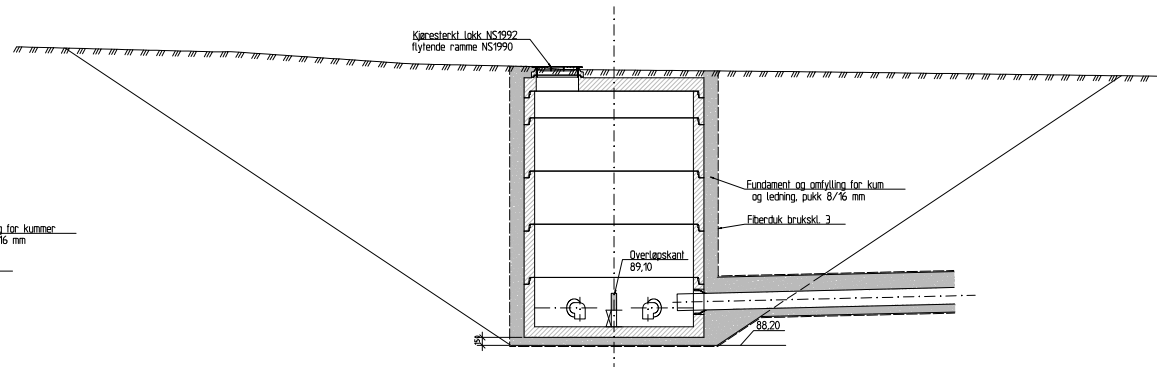 Kjøresterkt lokk NS1992
flytende ramme NS1990
Fundament og omfylling for kum
og ledning, pukk 8/16 mm
Fiberduk brukskl. 3
g for kummer
16 mm
Overløpskant
89,10
88,20